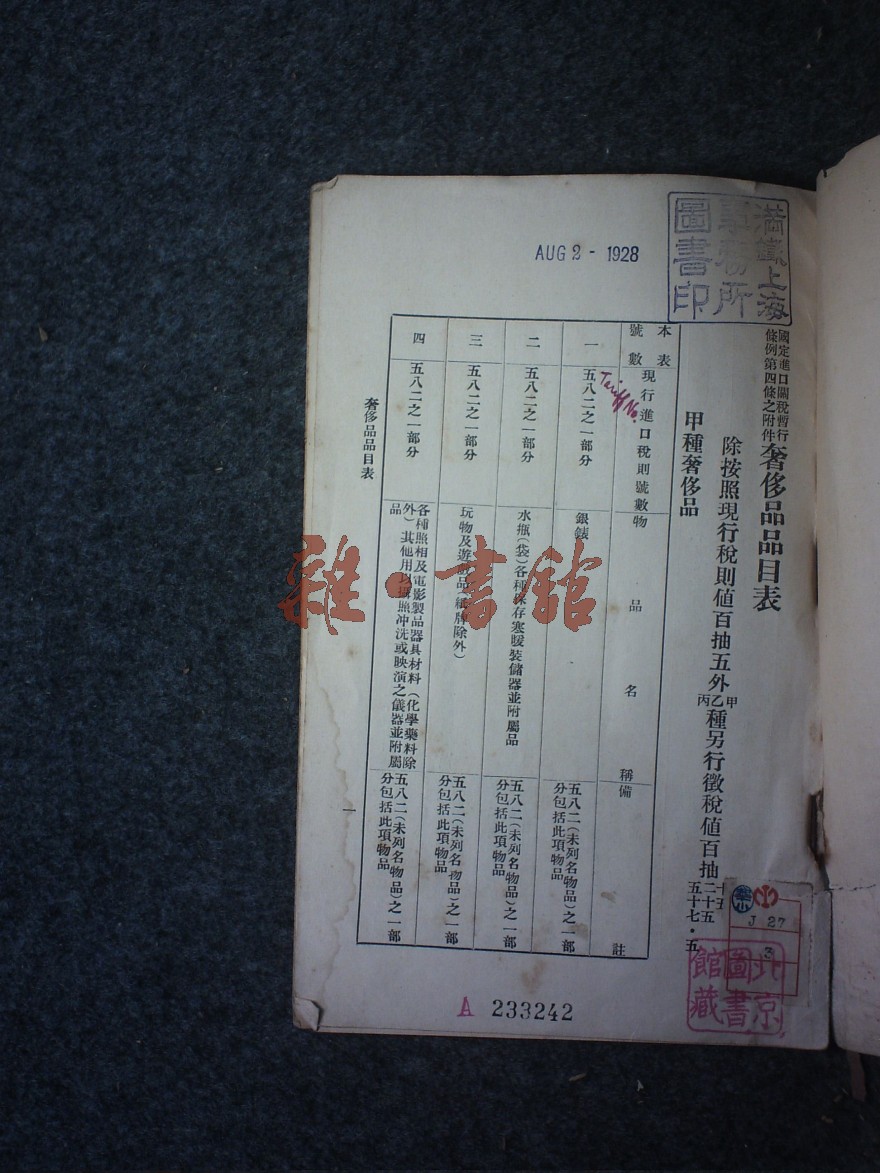 滿鐵上海
事務所
圖書印
AUG 2 - 1928
國定進口關稅暫行
條例第四條之附件
奢侈品品目表
除按照現行稅則值百抽五外甲乙丙種另行徵稅值百抽
二十五
五十七·五
甲種奢侈品
本表號數
現行進口稅則號數
物品名稱
備註
Tariff No.
一
五八二之一部分
銀錶
五八二(未列名物品)之一部
分包括此項物品
二
五八二之一部分
水瓶(袋)各種保存寒暖裝儲器並附屬品
五八二(未列名物品)之一部
分包括此項物品
三
五八二之一部分
玩物及遊戲品(紙牌除外)
五八二(未列名物品)之一部
分包括此項物品
四
五八二之一部分
各種照相及電影製品器具材料(化學藥料除
外)其他用以攝照冲洗或映演之儀器並附屬
品
五八二(未列名物品)之一部
分包括此項物品
奢侈品品目表
一
雜·書館
J 27
3
北京
圖書
館藏
A 233242